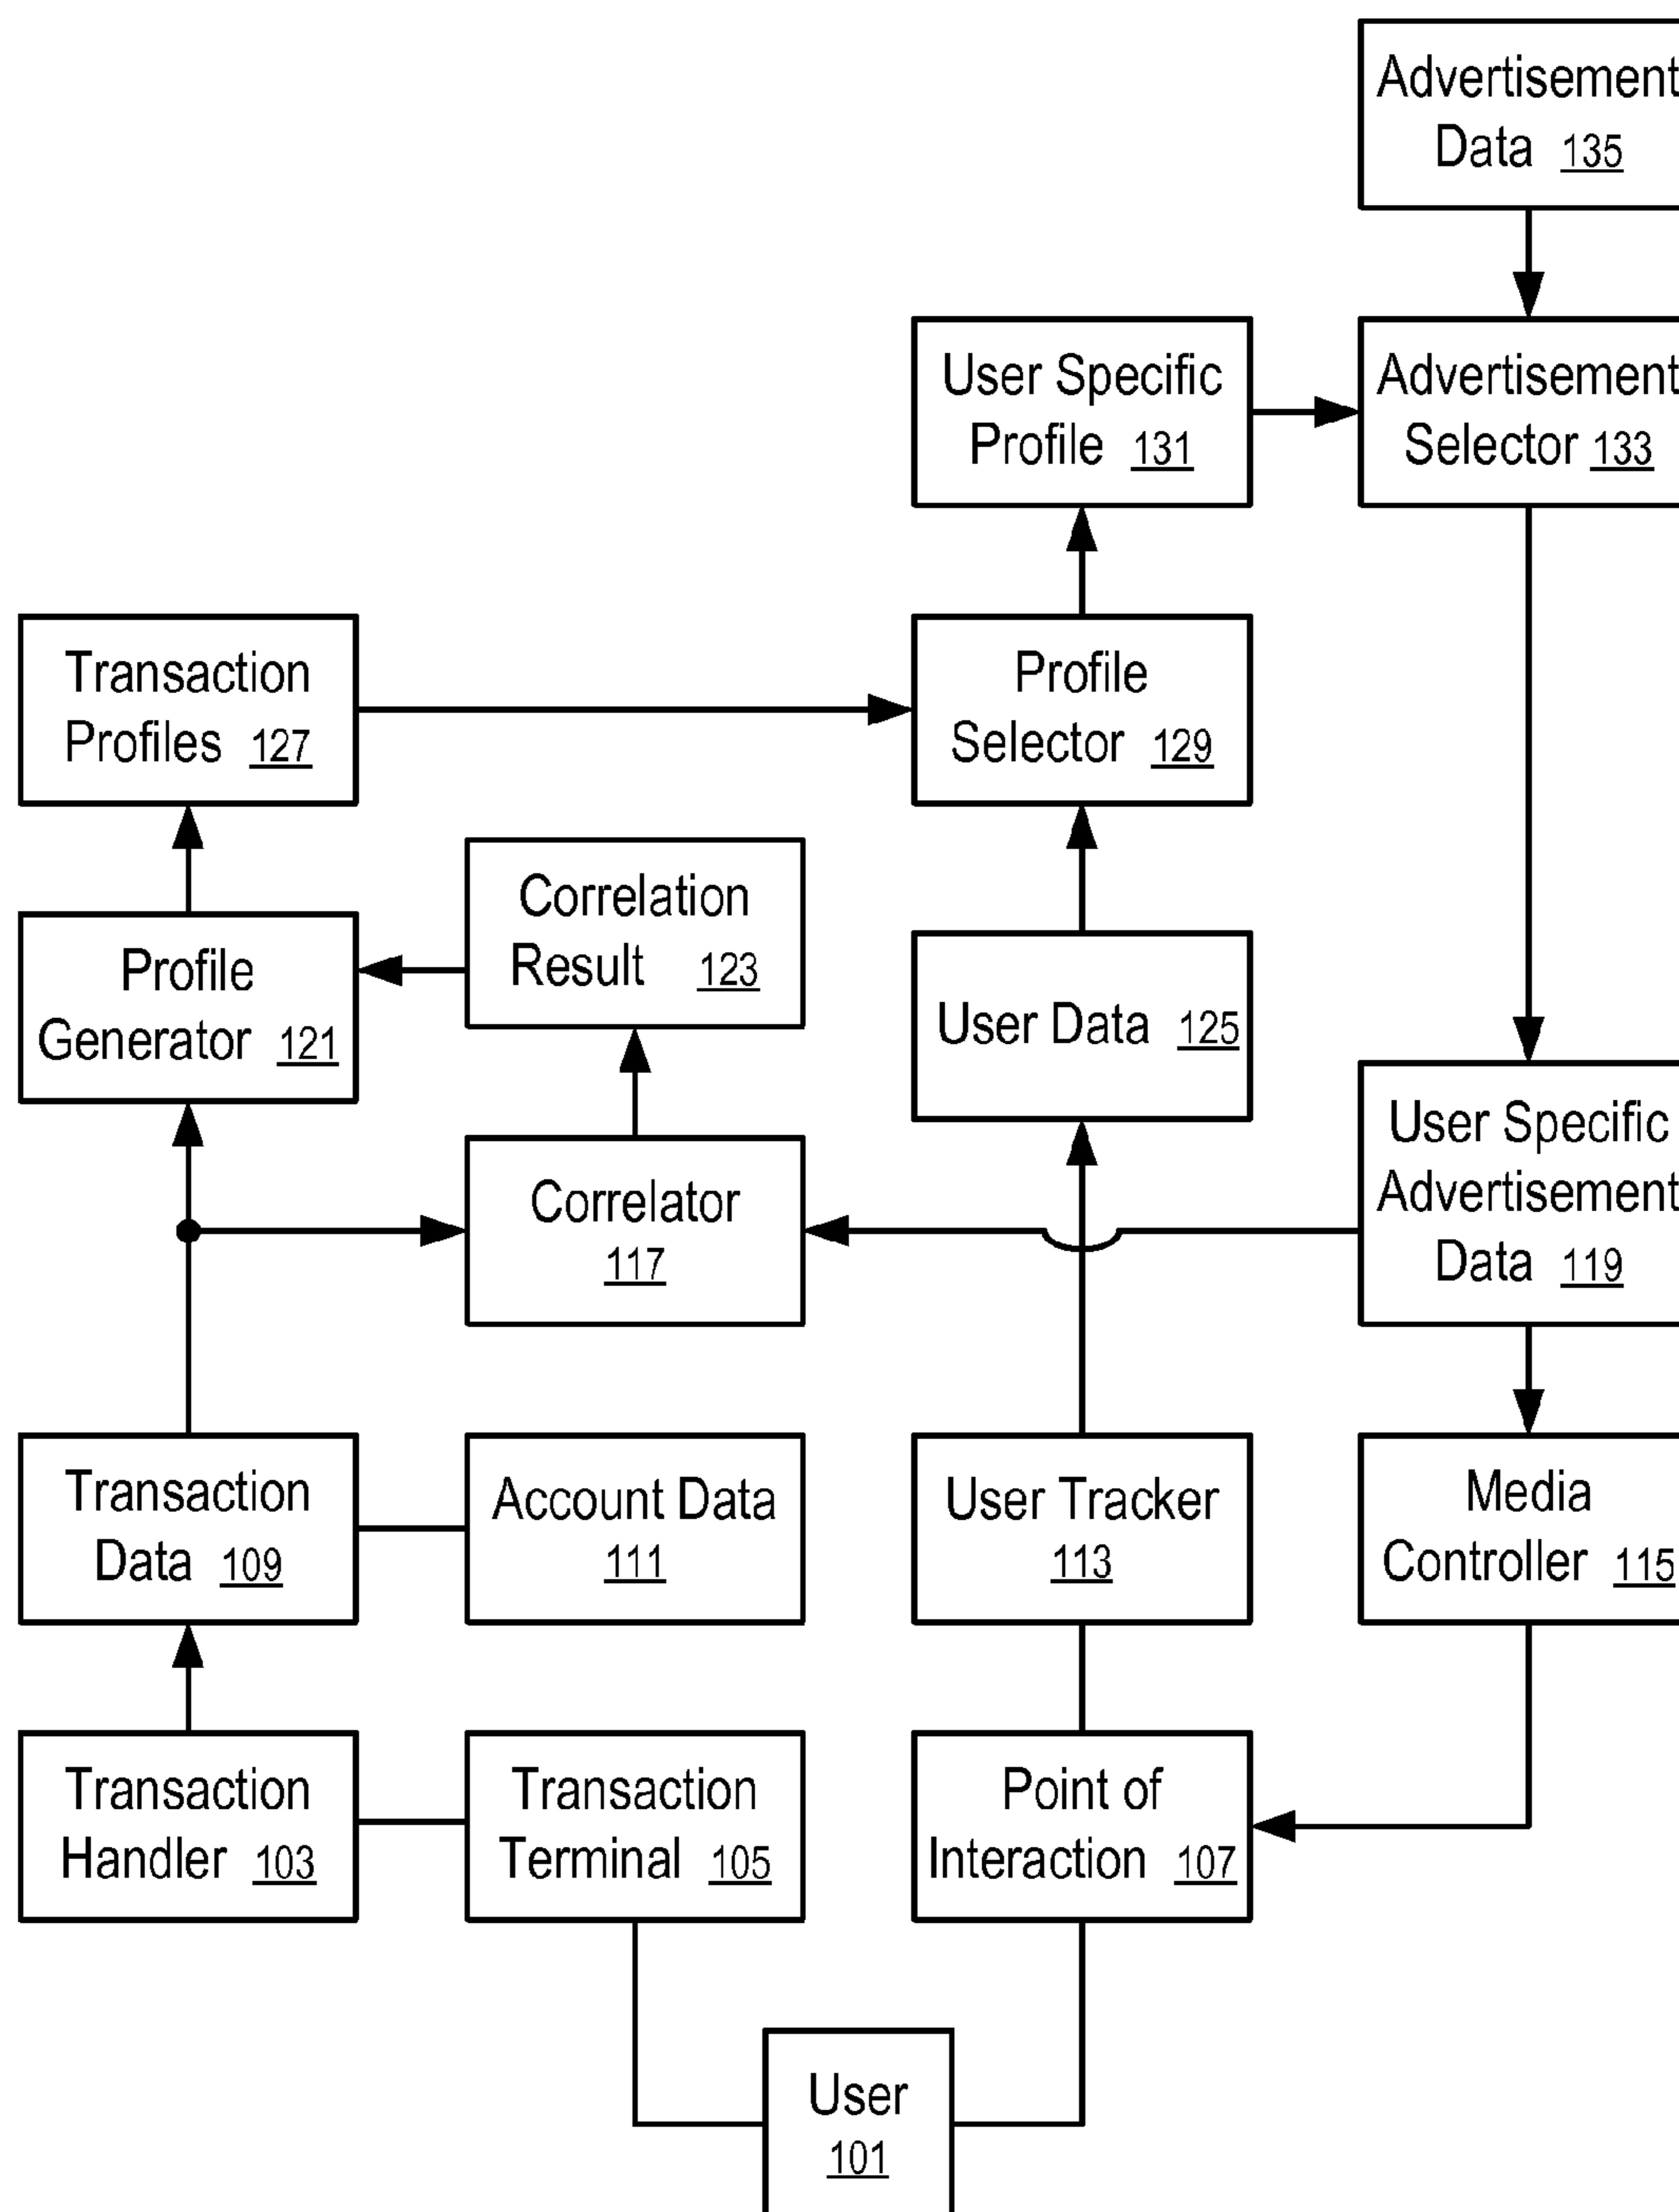 Advertisement
Data 135
User Specific
Profile 131
Advertisement
Selector 133
Transaction
Profiles 127
Profile
Selector 129
Correlation
Result 123
Profile
Generator 121
User Data 125
User Specific
Advertisement
Data 119
Correlator
117
Transaction
Data 109
Account Data
111
User Tracker
113
Media
Controller 115
Transaction
Handler 103
Transaction
Terminal 105
Point of
Interaction 107
User
101